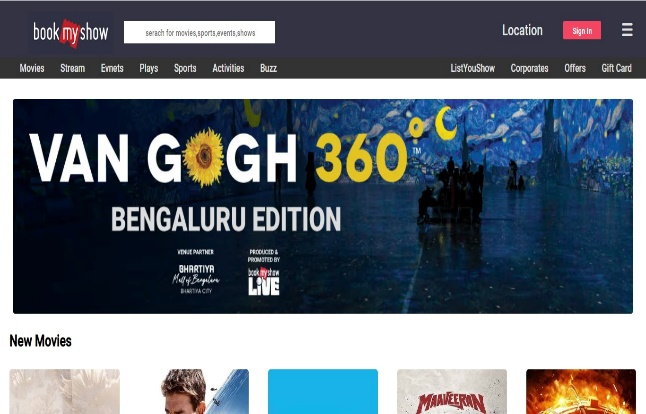 book my show
serach for movies,sports,events,shows
Location
Sign in
Movies Stream Evnets Plays Sports Activities Buzz
ListYouShow Corporates Offers Gift Card
VAN GOGH 360°
TM
BENGALURU EDITION
VENUE PARTNER
BHARTIYA
Mall of Bengaluru
BHARTIYA CITY
PRODUCED &
PROMOTED BY
book my show
LIVE
New Movies
MAAVEERAN